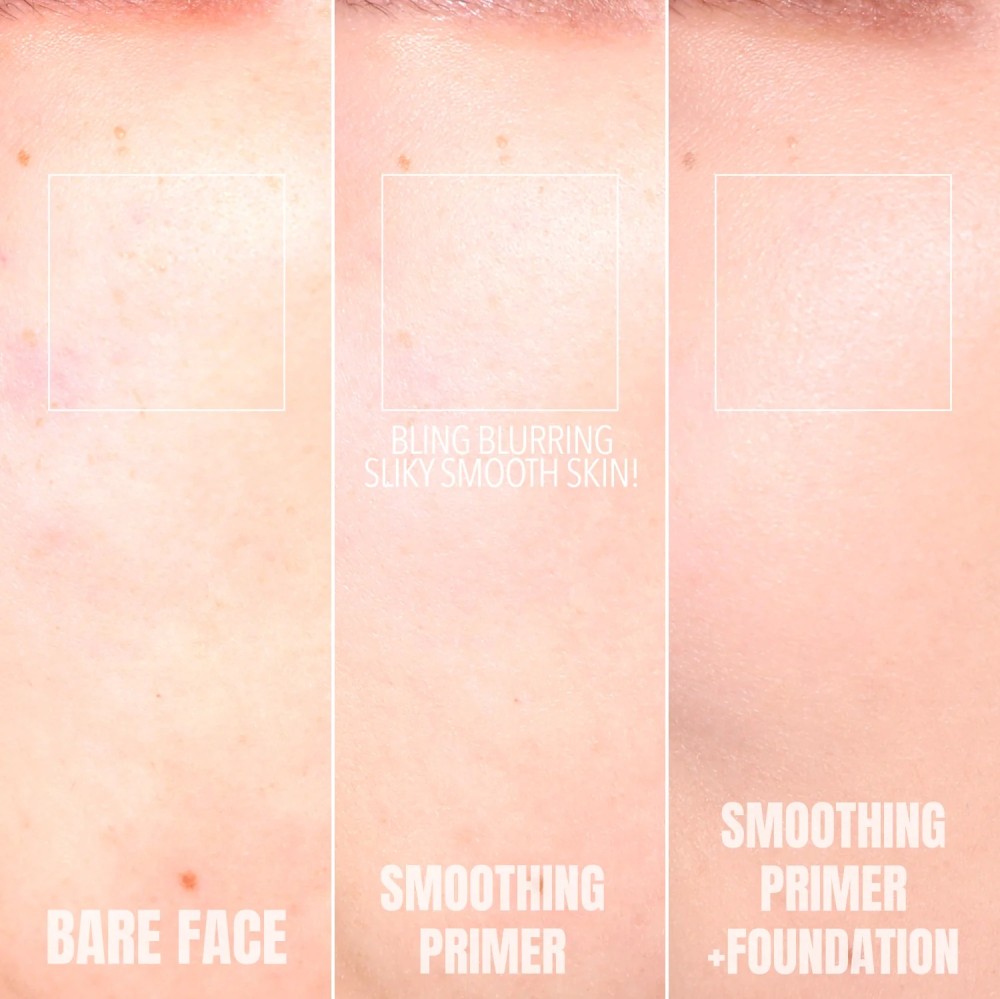 BLING BLURRING
SLIKY SMOOTH SKIN!
BARE FACE
SMOOTHING
PRIMER
SMOOTHING
PRIMER
+FOUNDATION